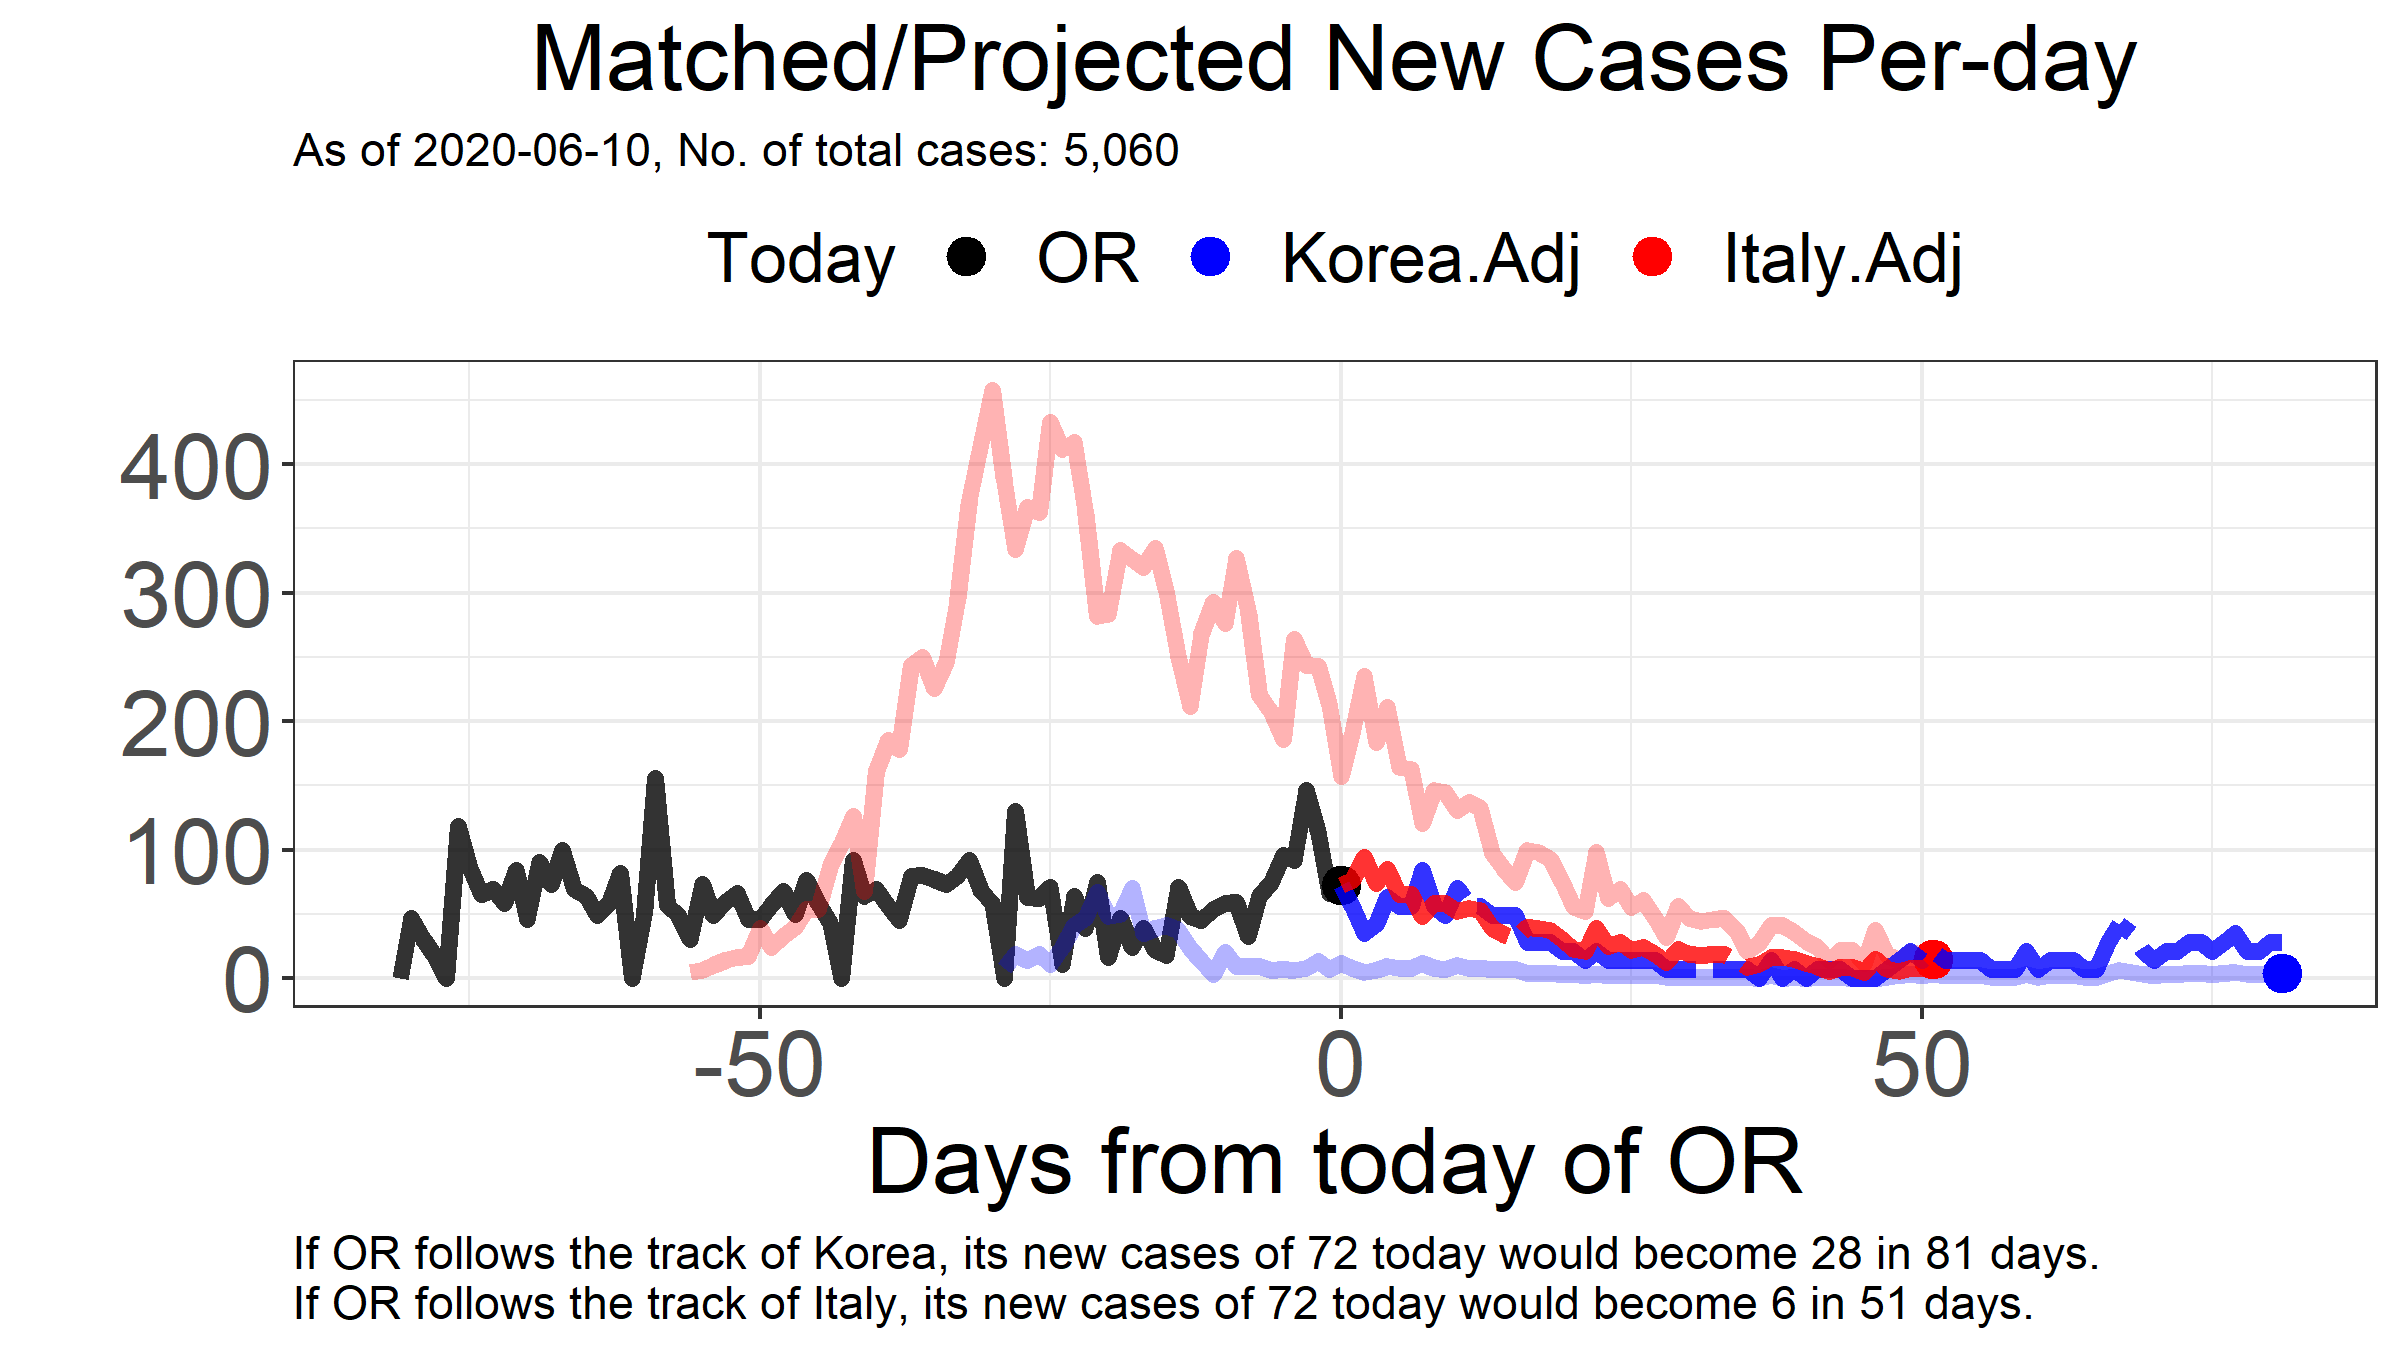 Matched/Projected New Cases Per-day
As of 2020-06-10, No. of total cases: 5,060
Today OR Korea.Adj Italy.Adj
400
300
200
100
0
-50 0 50
Days from today of OR
If OR follows the track of Korea, its new cases of 72 today would become 28 in 81 days.
If OR follows the track of Italy, its new cases of 72 today would become 6 in 51 days.